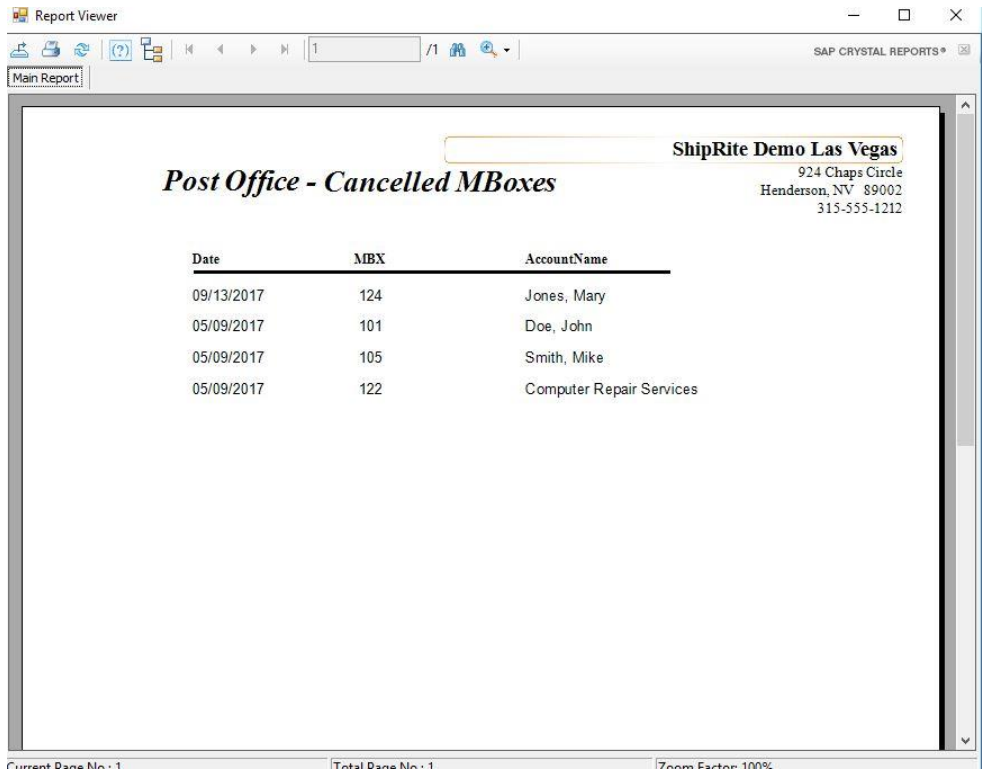 Report Viewer
1 /1 SAP CRYSTAL REPORTS®
Main Report
ShipRite Demo Las Vegas
924 Chaps Circle
Post Office - Cancelled MBoxes
Henderson, NV 89002
315-555-1212
Date MBX AccountName
09/13/2017 124 Jones, Mary
05/09/2017 101 Doe, John
05/09/2017 105 Smith, Mike
05/09/2017 122 Computer Repair Services
Current Page No.: 1 Total Page No.: 1 Zoom Factor: 100%